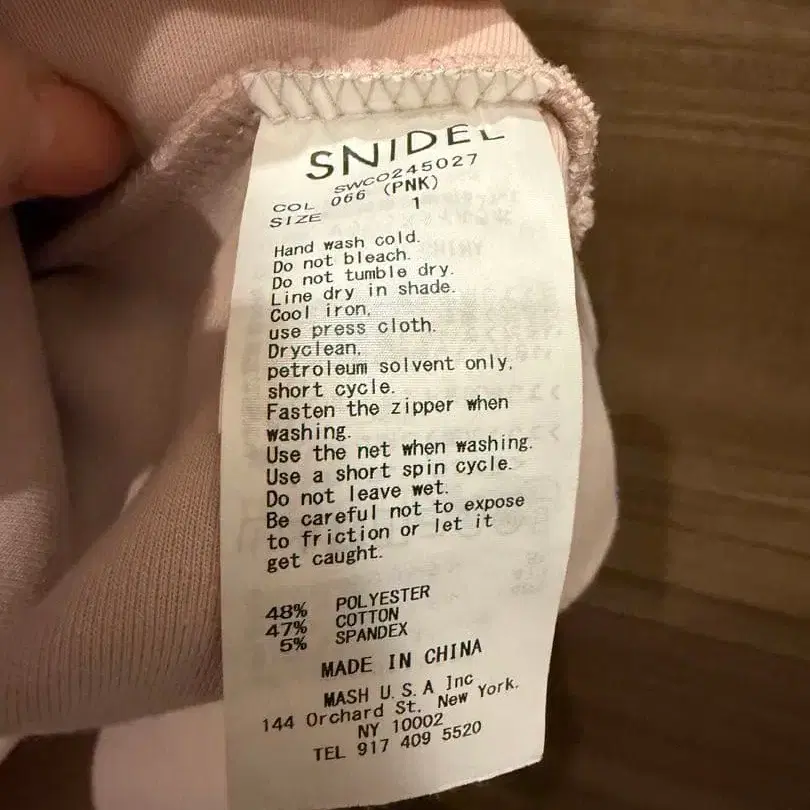 SNIDEL
SWCO245027
COL 066 (PNK)
SIZE 1
Hand wash cold.
Do not bleach.
Do not tumble dry.
Line dry in shade.
Cool iron,
use press cloth.
Dryclean,
petroleum solvent only,
short cycle.
Fasten the zipper when
washing.
Use the net when washing.
Use a short spin cycle.
Do not leave wet.
Be careful not to expose
to friction or let it
get caught.
48% POLYESTER
47% COTTON
5% SPANDEX
MADE IN CHINA
MASH U.S.A Inc
144 Orchard St. New York.
NY 10002
TEL 917 409 5520